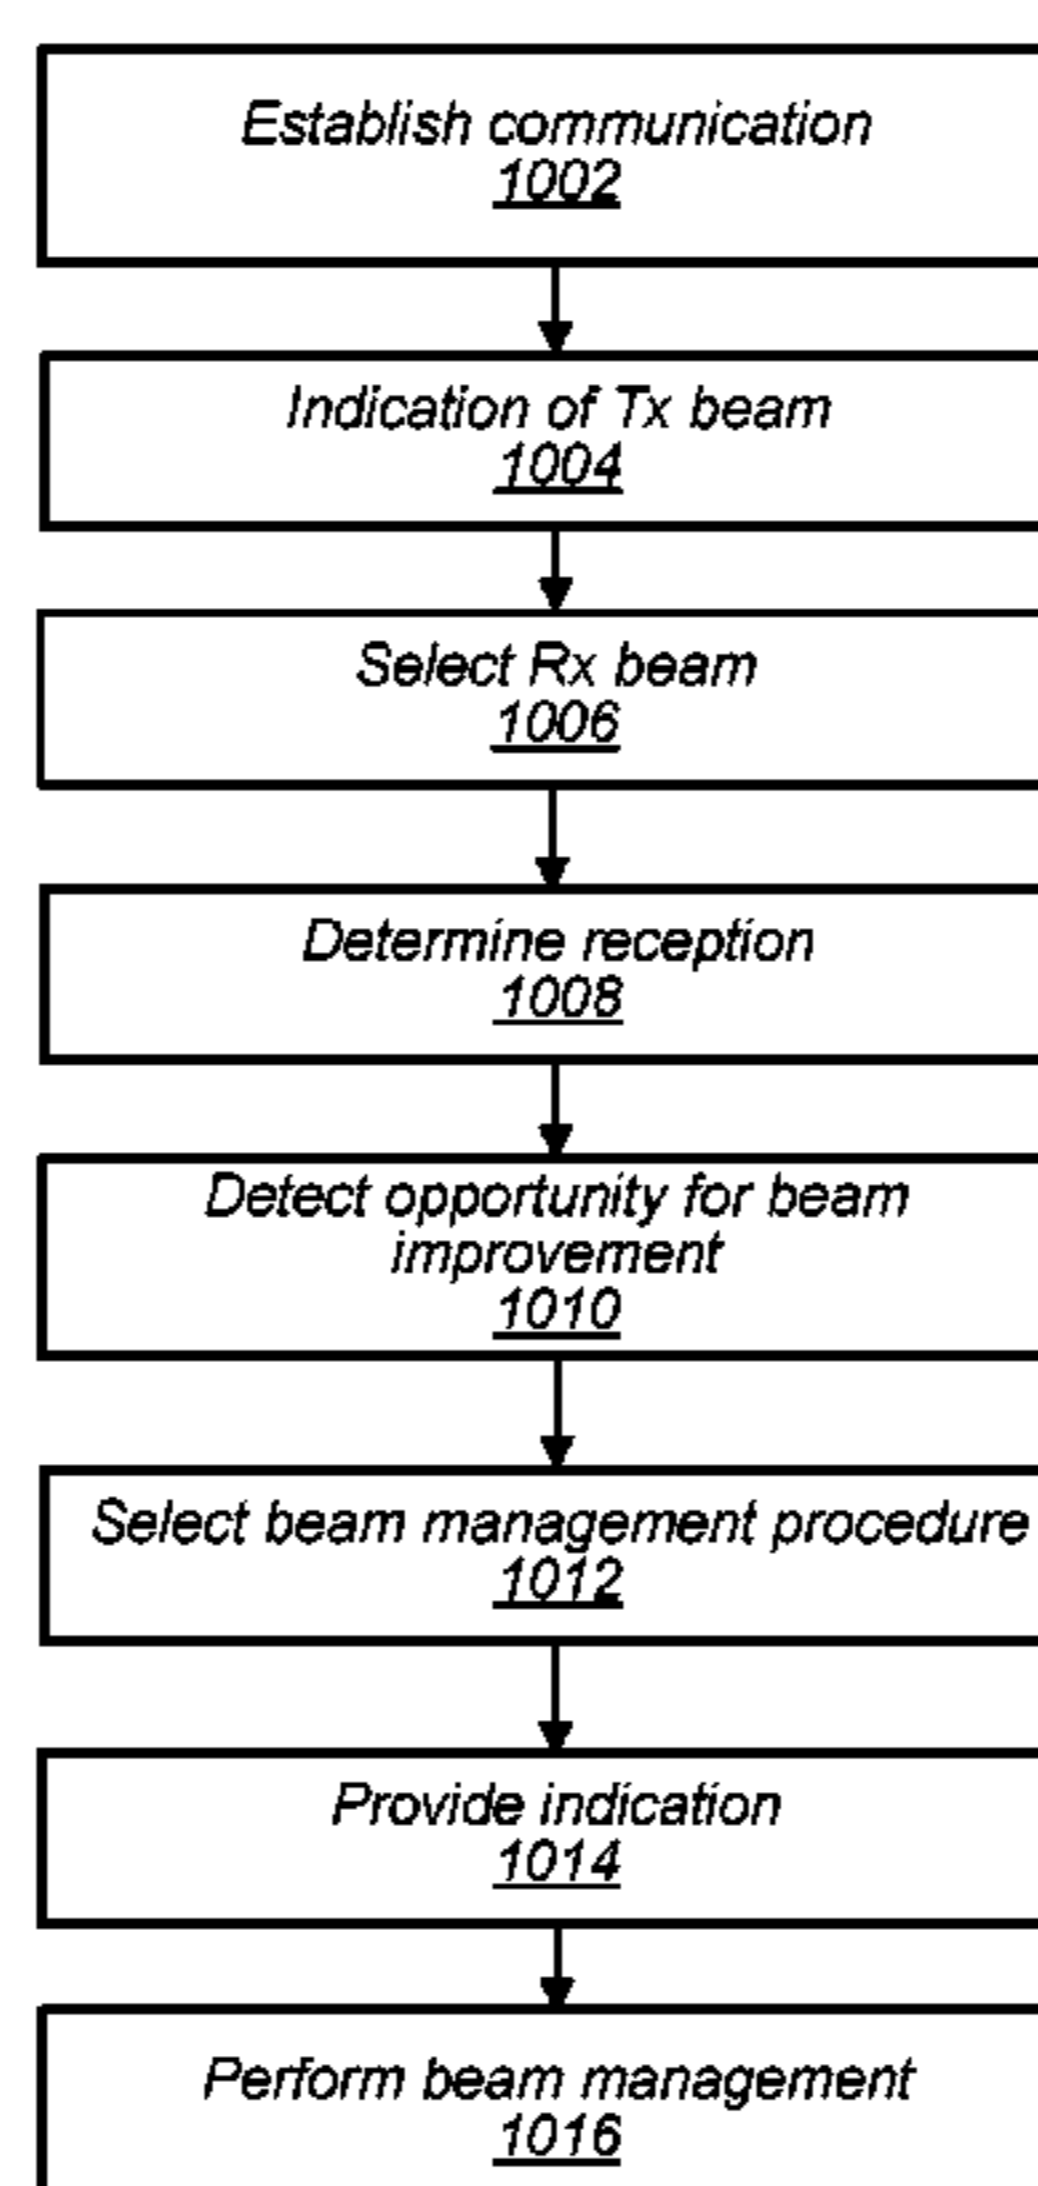 Establish communication
1002
Indication of Tx beam
1004
Select Rx beam
1006
Determine reception
1008
Detect opportunity for beam
improvement
1010
Select beam management procedure
1012
Provide indication
1014
Perform beam management
1016